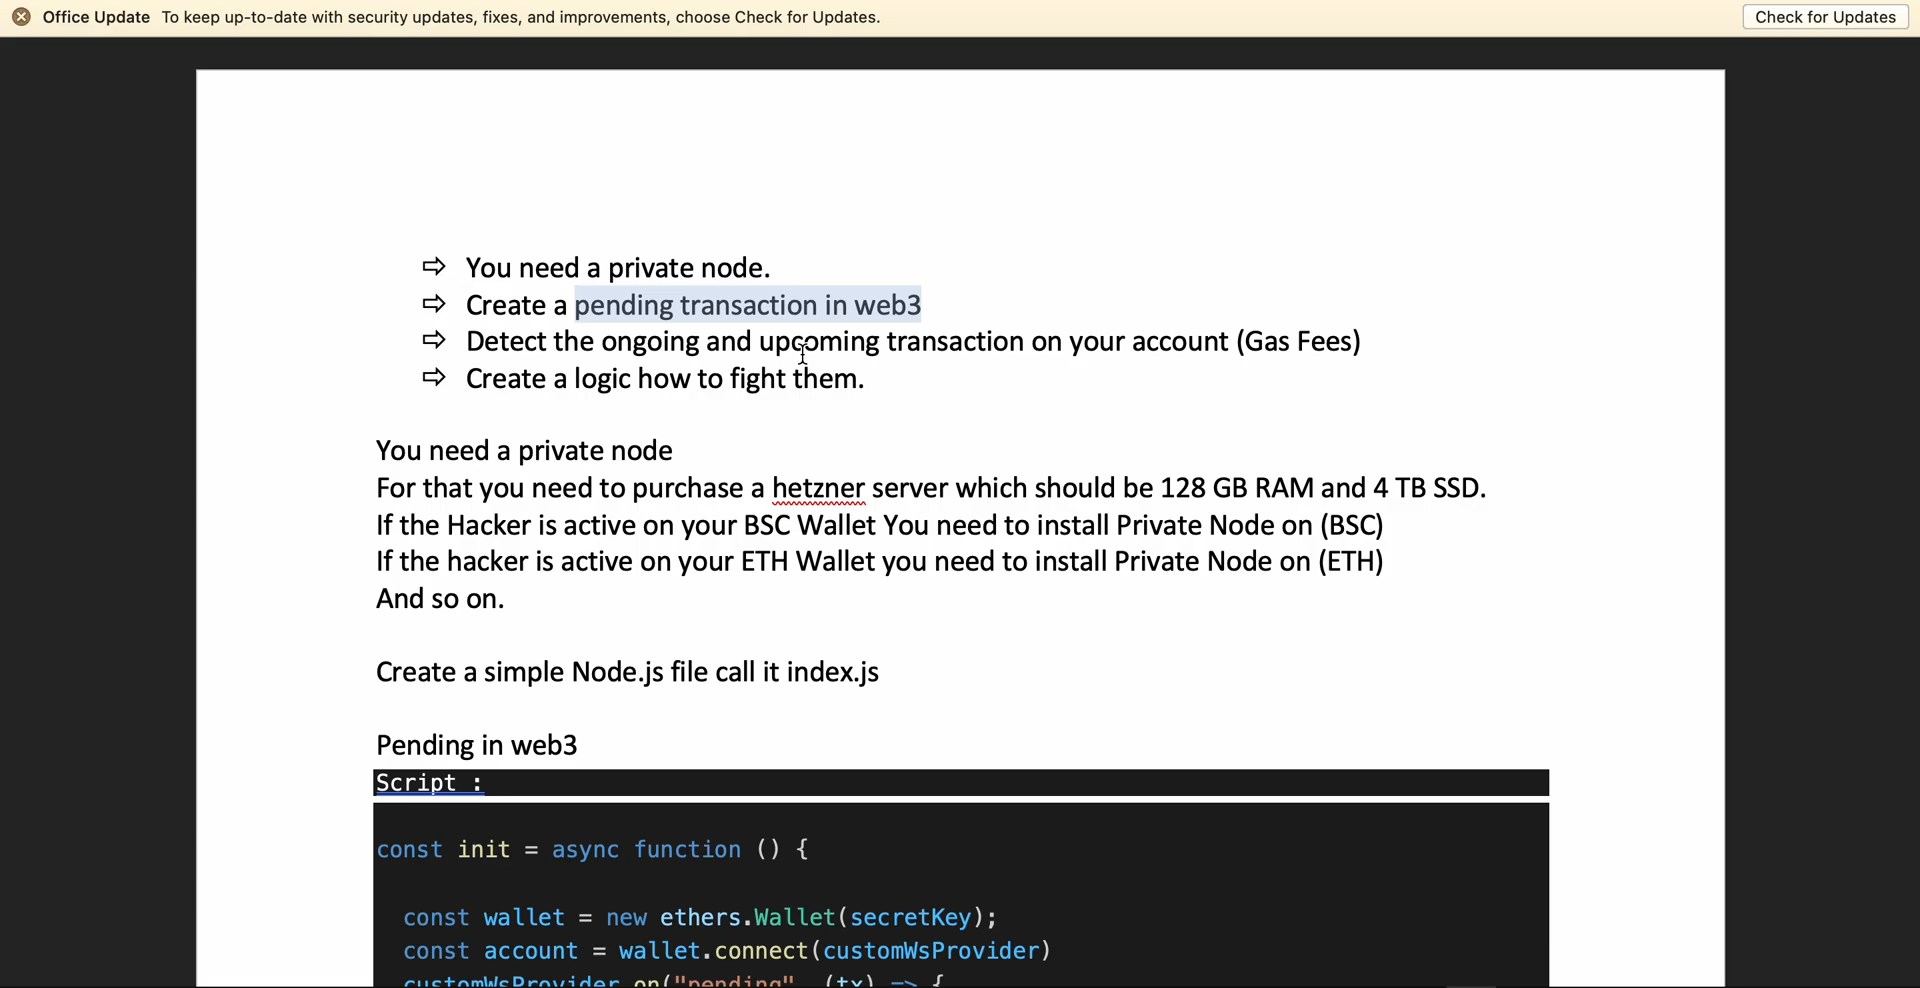 Office Update To keep up-to-date with security updates, fixes, and improvements, choose Check for Updates.
Check for Updates
⇨ You need a private node.
⇨ Create a pending transaction in web3
⇨ Detect the ongoing and upcoming transaction on your account (Gas Fees)
⇨ Create a logic how to fight them.
You need a private node
For that you need to purchase a hetzner server which should be 128 GB RAM and 4 TB SSD.
If the Hacker is active on your BSC Wallet You need to install Private Node on (BSC)
If the hacker is active on your ETH Wallet you need to install Private Node on (ETH)
And so on.
Create a simple Node.js file call it index.js
Pending in web3
Script :
const init = async function () {
const wallet = new ethers.Wallet(secretKey);
const account = wallet.connect(customWsProvider)
customWsProvider.on("pending", (tx) => {